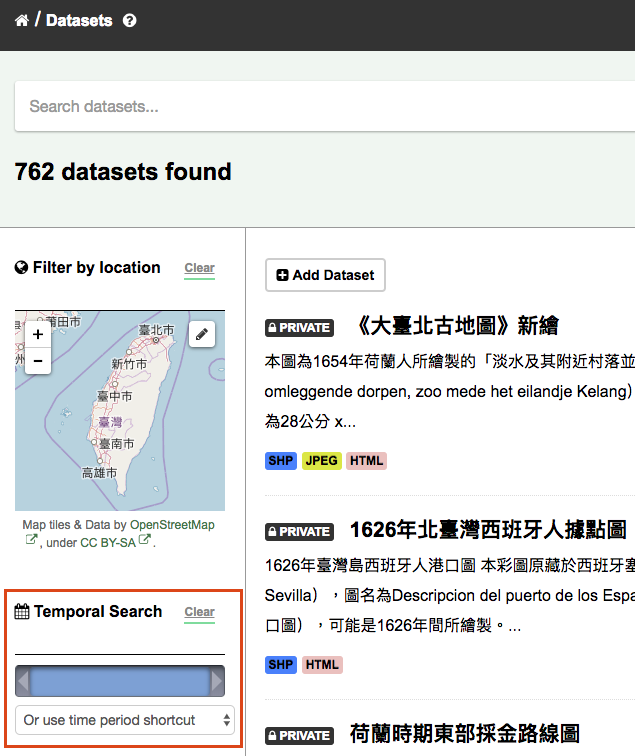 / Datasets
Search datasets...
762 datasets found
Filter by location Clear
+
−
莆田市
臺北市
新竹市
臺中市
臺灣
臺南市
高雄市
Map tiles & Data by OpenStreetMap
, under CC BY-SA .
Temporal Search Clear
Or use time period shortcut
Add Dataset
PRIVATE 《大臺北古地圖》新繪
本圖為1654年荷蘭人所繪製的「淡水及其附近村落並
omleggende dorpen, zoo mede het eilandje Kelang）
為28公分 x...
SHP JPEG HTML
PRIVATE 1626年北臺灣西班牙人據點圖
1626年臺灣島西班牙人港口圖 本彩圖原藏於西班牙塞
Sevilla），圖名為Descripcion del puerto de los Espa
口圖），可能是1626年間所繪製。...
SHP HTML
PRIVATE 荷蘭時期東部採金路線圖